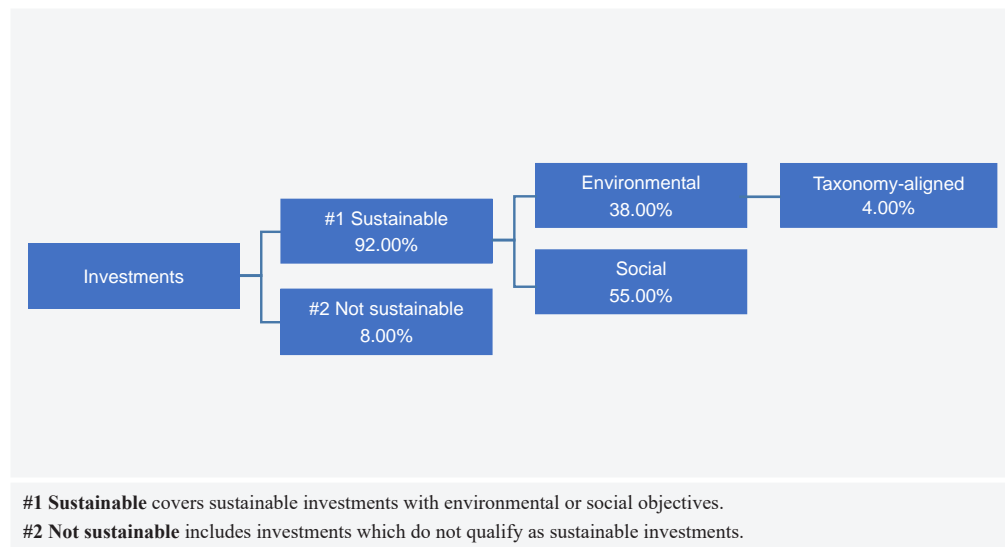 Investments
#1 Sustainable
92.00%
#2 Not sustainable
8.00%
Environmental
38.00%
Social
55.00%
Taxonomy-aligned
4.00%
#1 Sustainable covers sustainable investments with environmental or social objectives.
#2 Not sustainable includes investments which do not qualify as sustainable investments.